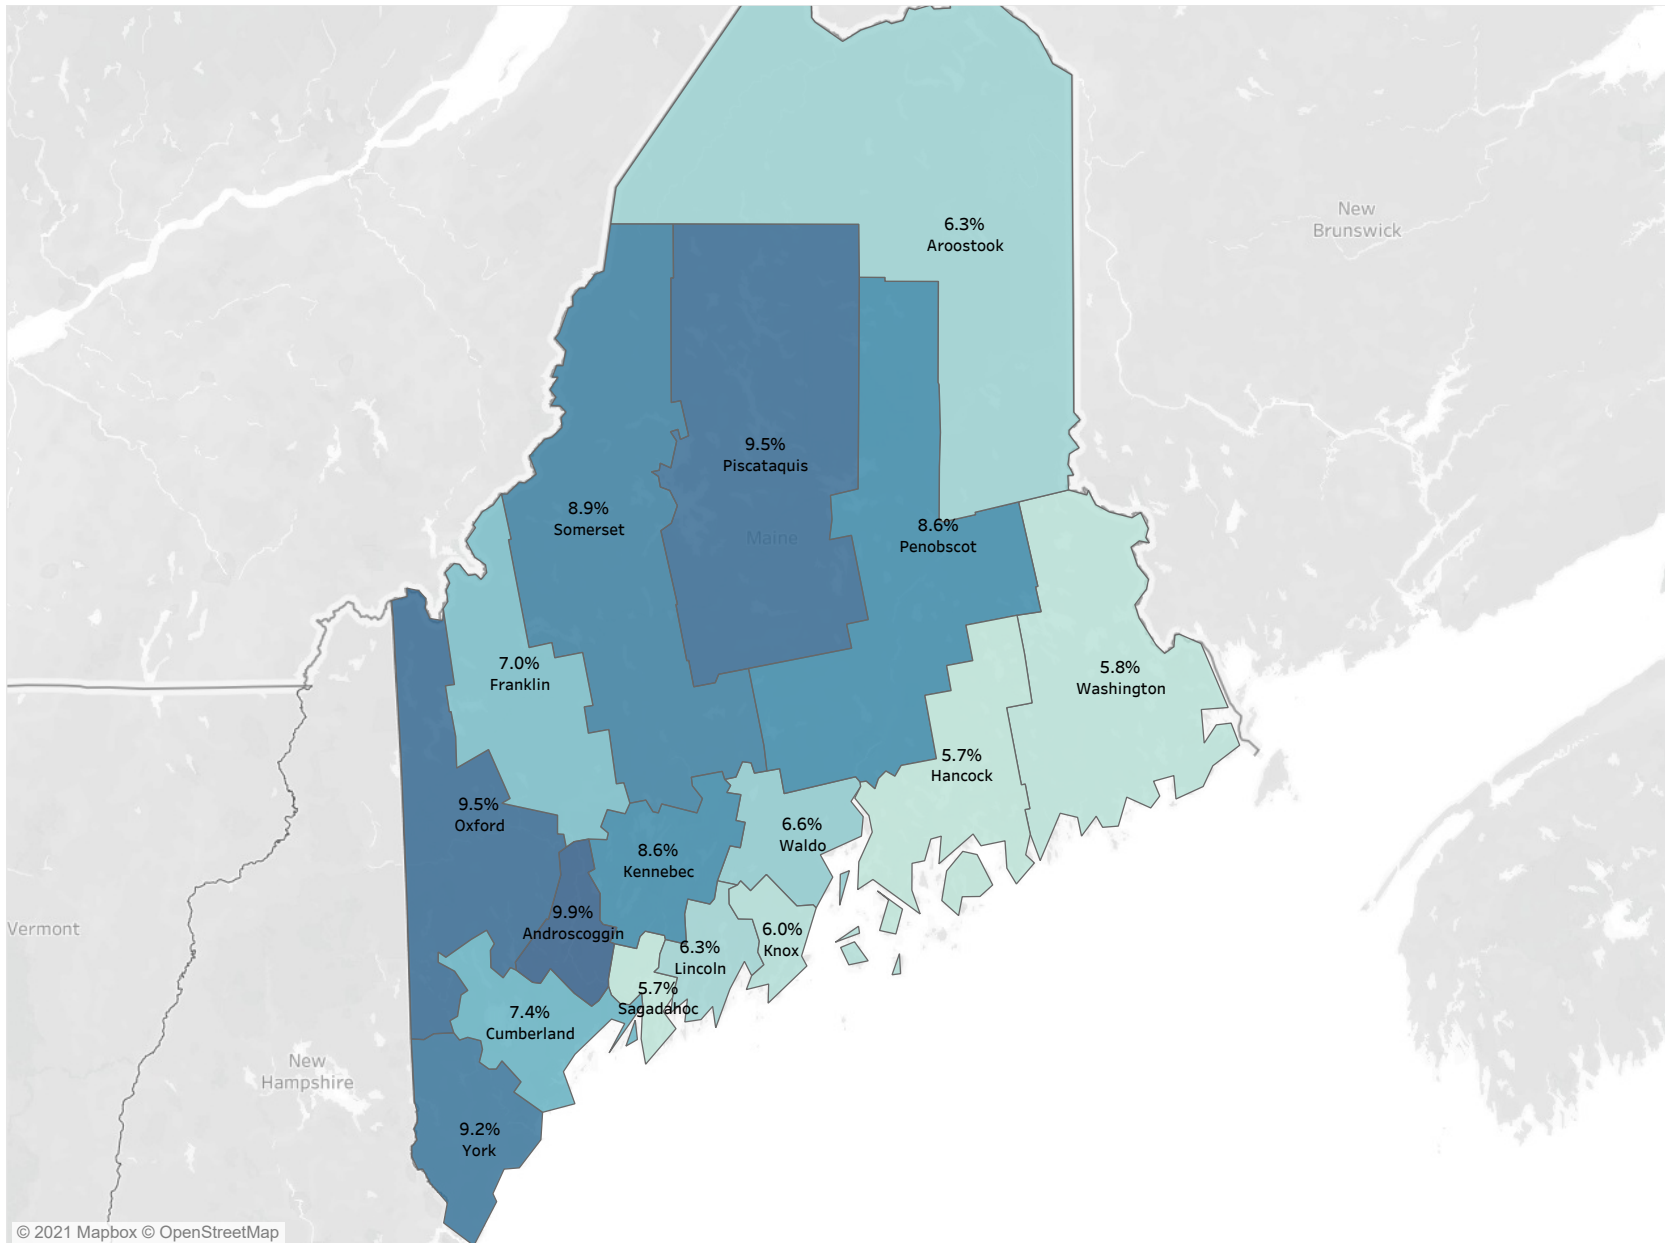 6.3%
Aroostook
New
Brunswick
9.5%
Piscataquis
8.9%
Somerset
8.6%
Penobscot
Maine
7.0%
Franklin
5.8%
Washington
5.7%
Hancock
9.5%
Oxford
6.6%
Waldo
8.6%
Kennebec
9.9%
Androscoggin
6.0%
Knox
6.3%
Lincoln
Vermont
5.7%
Sagadahoc
7.4%
Cumberland
New
Hampshire
9.2%
York
© 2021 Mapbox © OpenStreetMap